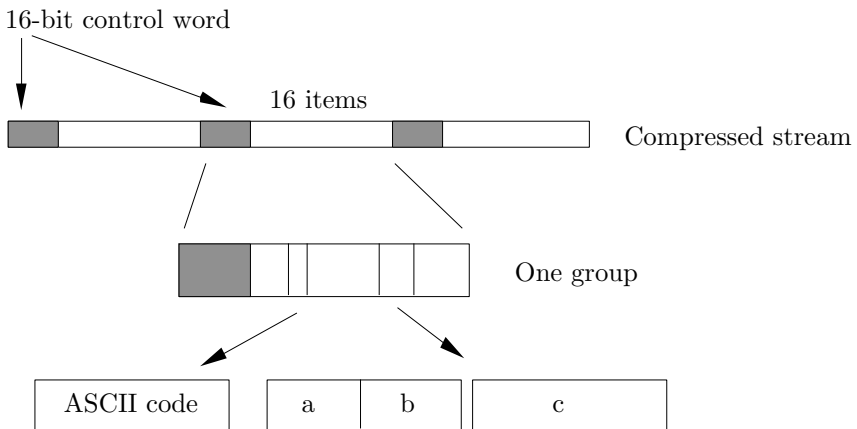 16-bit control word
16 items
Compressed stream
One group
ASCII code
a
b
c